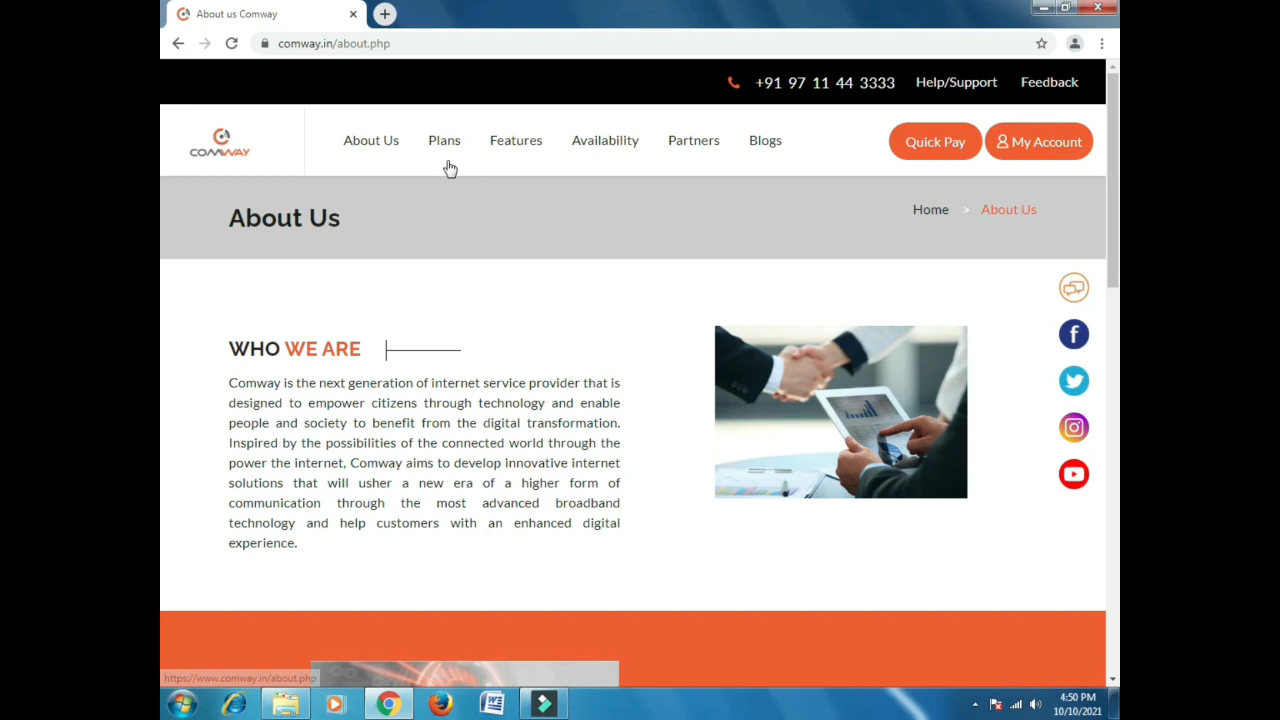 About us Comway
comway.in/about.php
+91 97 11 44 3333 Help/Support Feedback
COMWAY
About Us Plans Features Availability Partners Blogs Quick Pay My Account
About Us
Home > About Us
WHO WE ARE
Comway is the next generation of internet service provider that is
designed to empower citizens through technology and enable
people and society to benefit from the digital transformation.
Inspired by the possibilities of the connected world through the
power the internet, Comway aims to develop innovative internet
solutions that will usher a new era of a higher form of
communication through the most advanced broadband
technology and help customers with an enhanced digital
experience.
https://www.comway.in/about.php
4:50 PM
10/10/2021